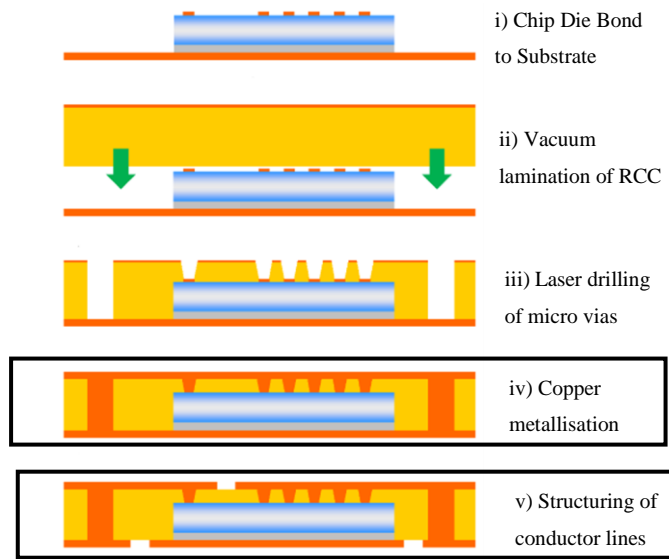 i) Chip Die Bond
to Substrate
ii) Vacuum
lamination of RCC
iii) Laser drilling
of micro vias
iv) Copper
metallisation
v) Structuring of
conductor lines